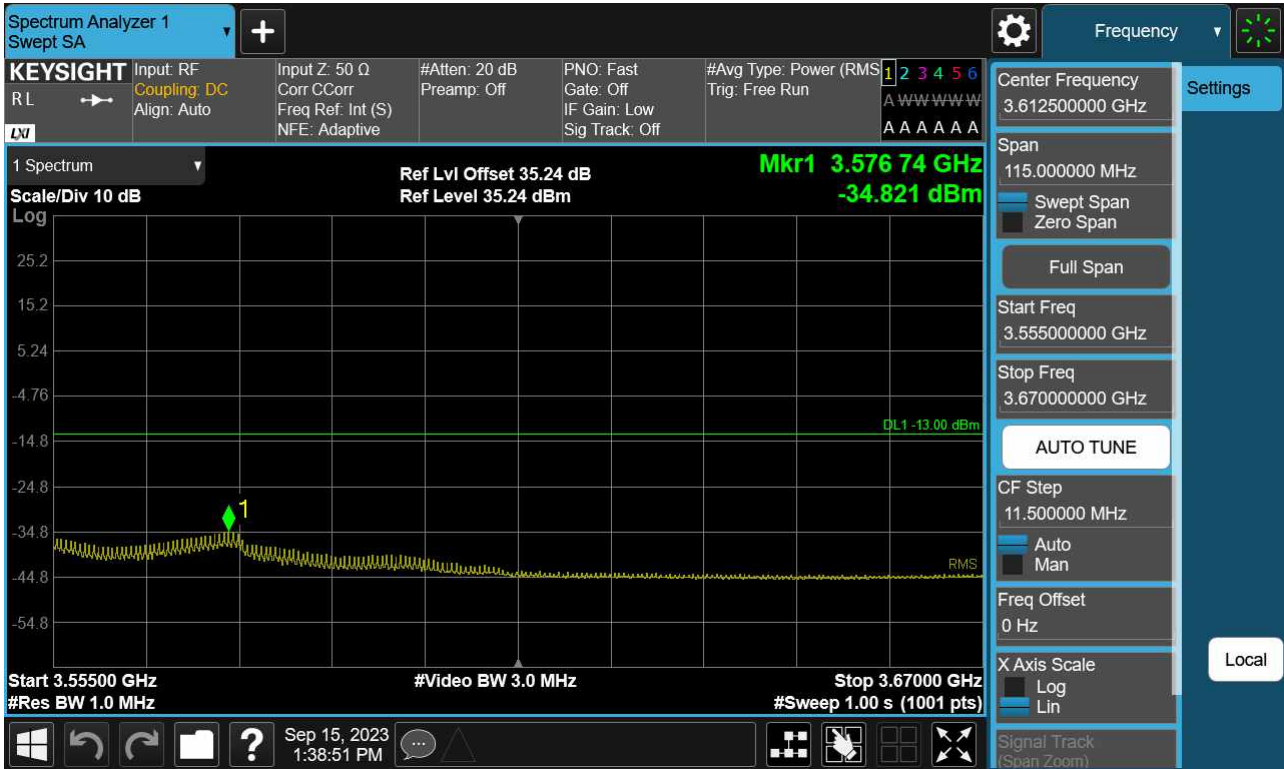 Spectrum Analyzer 1
Swept SA
+
Frequency
KEYSIGHT
R L
LXI
Input: RF
Coupling: DC
Align: Auto
Input Z: 50 Ω
Corr CCorr
Freq Ref: Int (S)
NFE: Adaptive
#Atten: 20 dB
Preamp: Off
PNO: Fast
Gate: Off
IF Gain: Low
Sig Track: Off
#Avg Type: Power (RMS
Trig: Free Run
1 2 3 4 5 6
A W W W W W
A A A A A A
1 Spectrum
Scale/Div 10 dB
Log
Ref Lvl Offset 35.24 dB
Ref Level 35.24 dBm
Mkr1 3.576 74 GHz
-34.821 dBm
25.2
15.2
5.24
-4.76
-14.8
-24.8
-34.8
-44.8
-54.8
DL1 -13.00 dBm
1
RMS
Start 3.55500 GHz
#Res BW 1.0 MHz
#Video BW 3.0 MHz
Stop 3.67000 GHz
#Sweep 1.00 s (1001 pts)
?
Sep 15, 2023
1:38:51 PM
Center Frequency
3.612500000 GHz
Span
115.000000 MHz
Swept Span
Zero Span
Full Span
Start Freq
3.555000000 GHz
Stop Freq
3.670000000 GHz
AUTO TUNE
CF Step
11.500000 MHz
Auto
Man
Freq Offset
0 Hz
X Axis Scale
Log
Lin
Signal Track
(Span Zoom)
Settings
Local